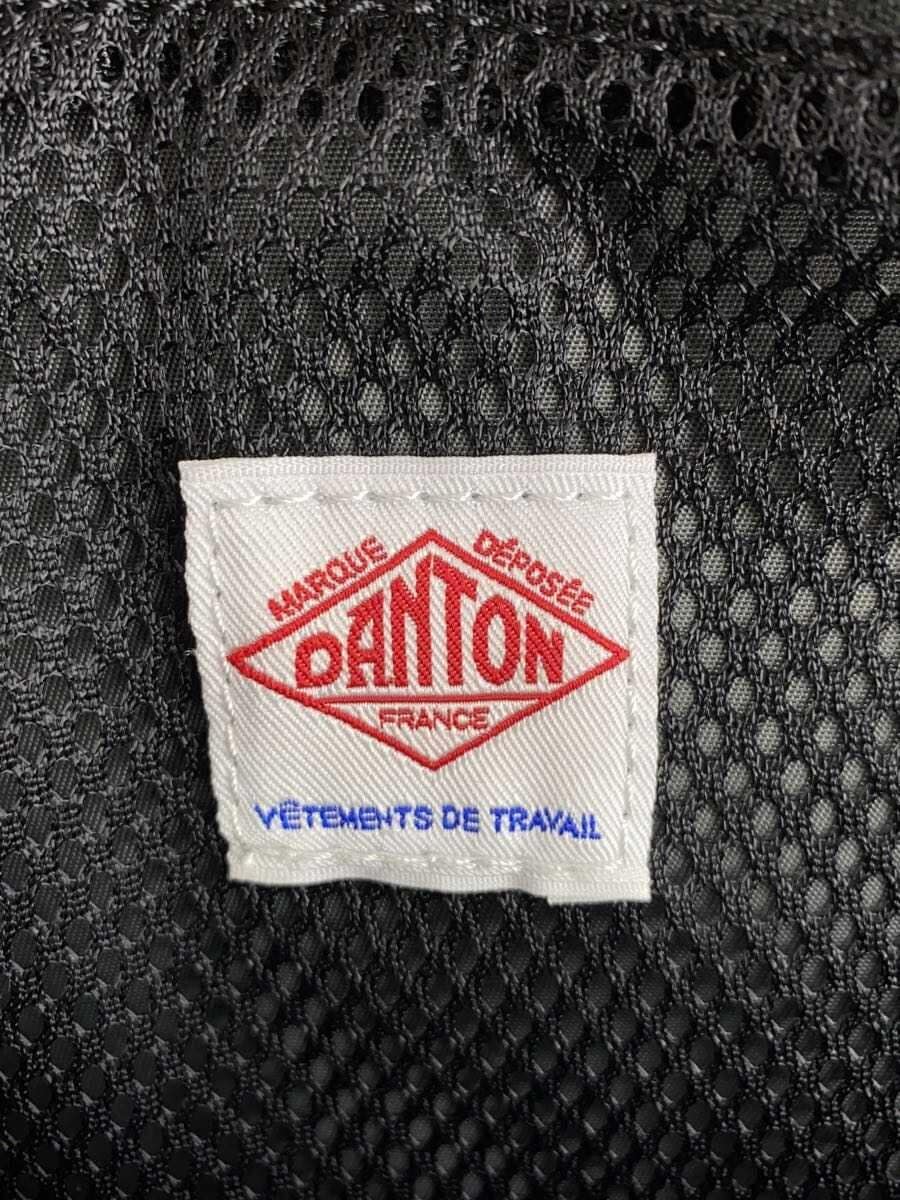 MARQUE DÉPOSÉE
DANTON
FRANCE
VÊTEMENTS DE TRAVAIL